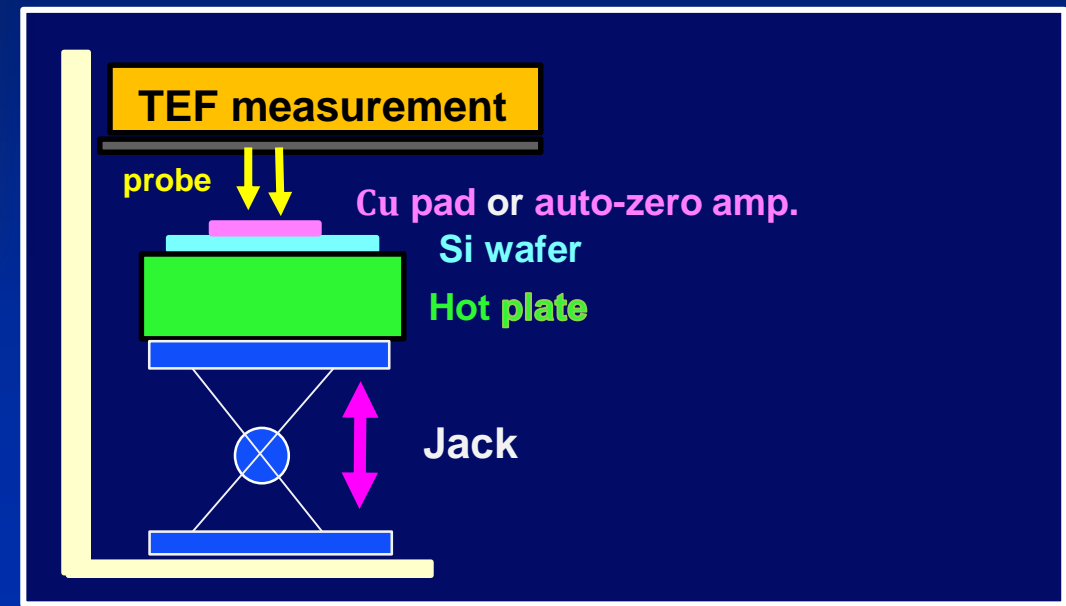 TEF measurement
probe
Cu pad or auto-zero amp.
Si wafer
Hot plate
Jack